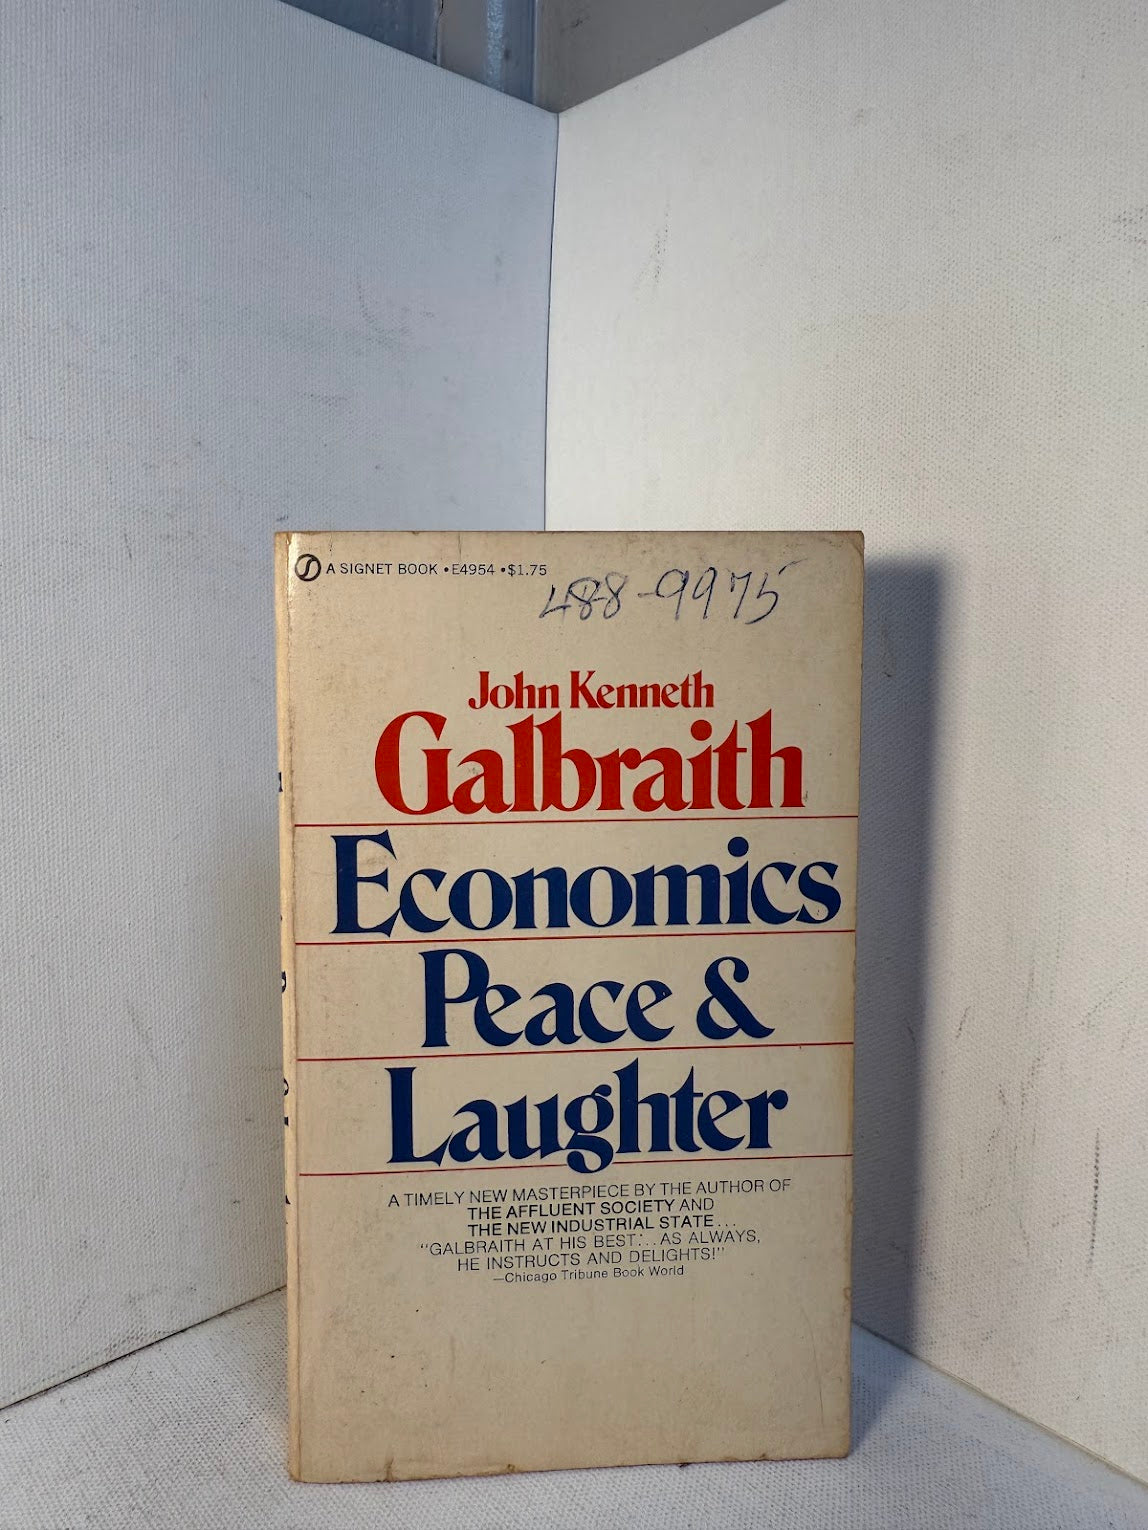 A SIGNET BOOK • E4954 • $1.75
488-9975
John Kenneth
Galbraith
Economics
Peace &
Laughter
A TIMELY NEW MASTERPIECE BY THE AUTHOR OF
THE AFFLUENT SOCIETY AND
THE NEW INDUSTRIAL STATE...
"GALBRAITH AT HIS BEST... AS ALWAYS,
HE INSTRUCTS AND DELIGHTS!"
—Chicago Tribune Book World